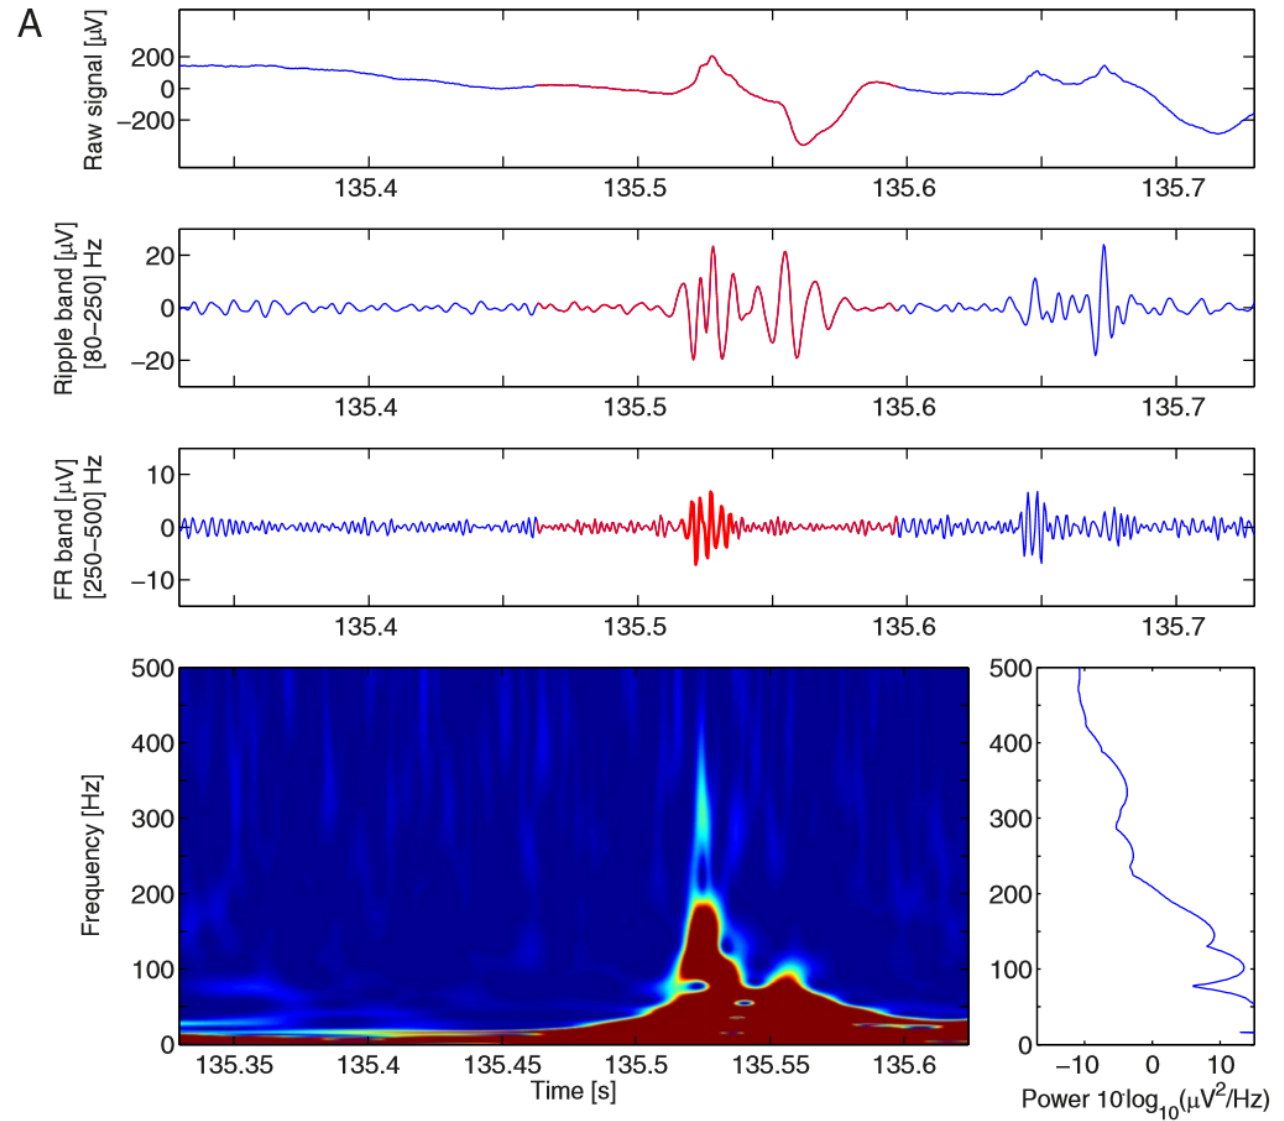 A
Raw signal [µV]
200
0
−200
135.4 135.5 135.6 135.7
Ripple band [µV]
[80−250] Hz
20
0
−20
135.4 135.5 135.6 135.7
FR band [µV]
[250−500] Hz
10
0
−10
135.4 135.5 135.6 135.7
Frequency [Hz]
500
400
300
200
100
0
135.35 135.4 135.45 135.5 135.55 135.6
Time [s]
500
400
300
200
100
0
−10 0 10
Power 10·log10(µV2/Hz)